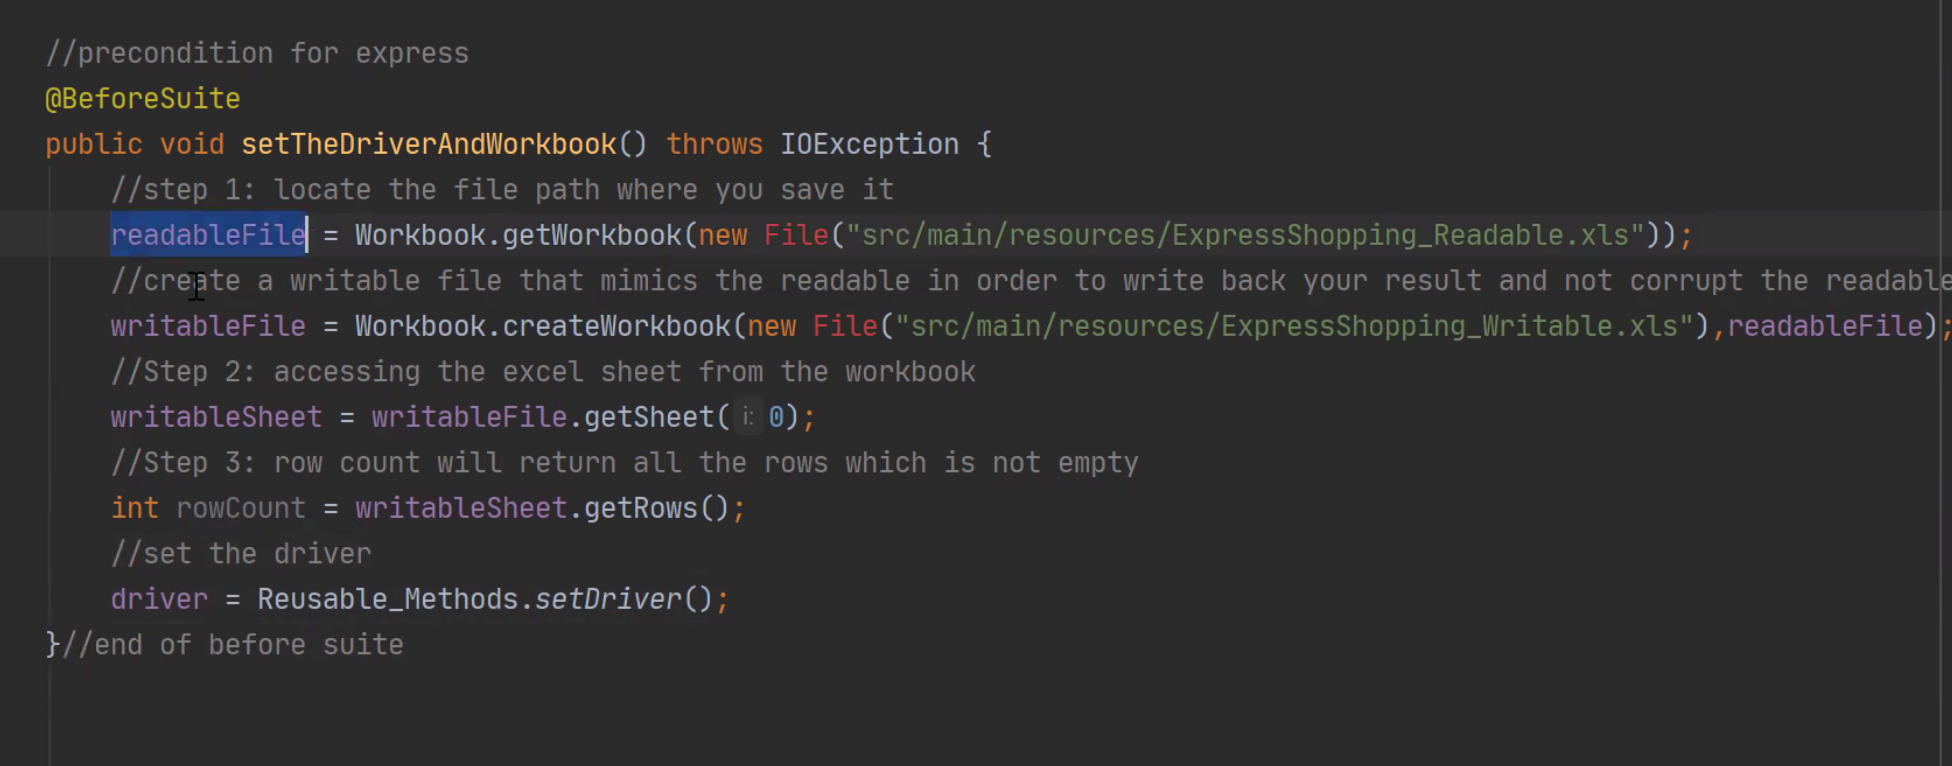 //precondition for express
@BeforeSuite
public void setTheDriverAndWorkbook() throws IOException {
//step 1: locate the file path where you save it
readableFile = Workbook.getWorkbook(new File("src/main/resources/ExpressShopping_Readable.xls"));
//create a writable file that mimics the readable in order to write back your result and not corrupt the readable
writableFile = Workbook.createWorkbook(new File("src/main/resources/ExpressShopping_Writable.xls"),readableFile);
//Step 2: accessing the excel sheet from the workbook
writableSheet = writableFile.getSheet( i: 0);
//Step 3: row count will return all the rows which is not empty
int rowCount = writableSheet.getRows();
//set the driver
driver = Reusable_Methods.setDriver();
}//end of before suite